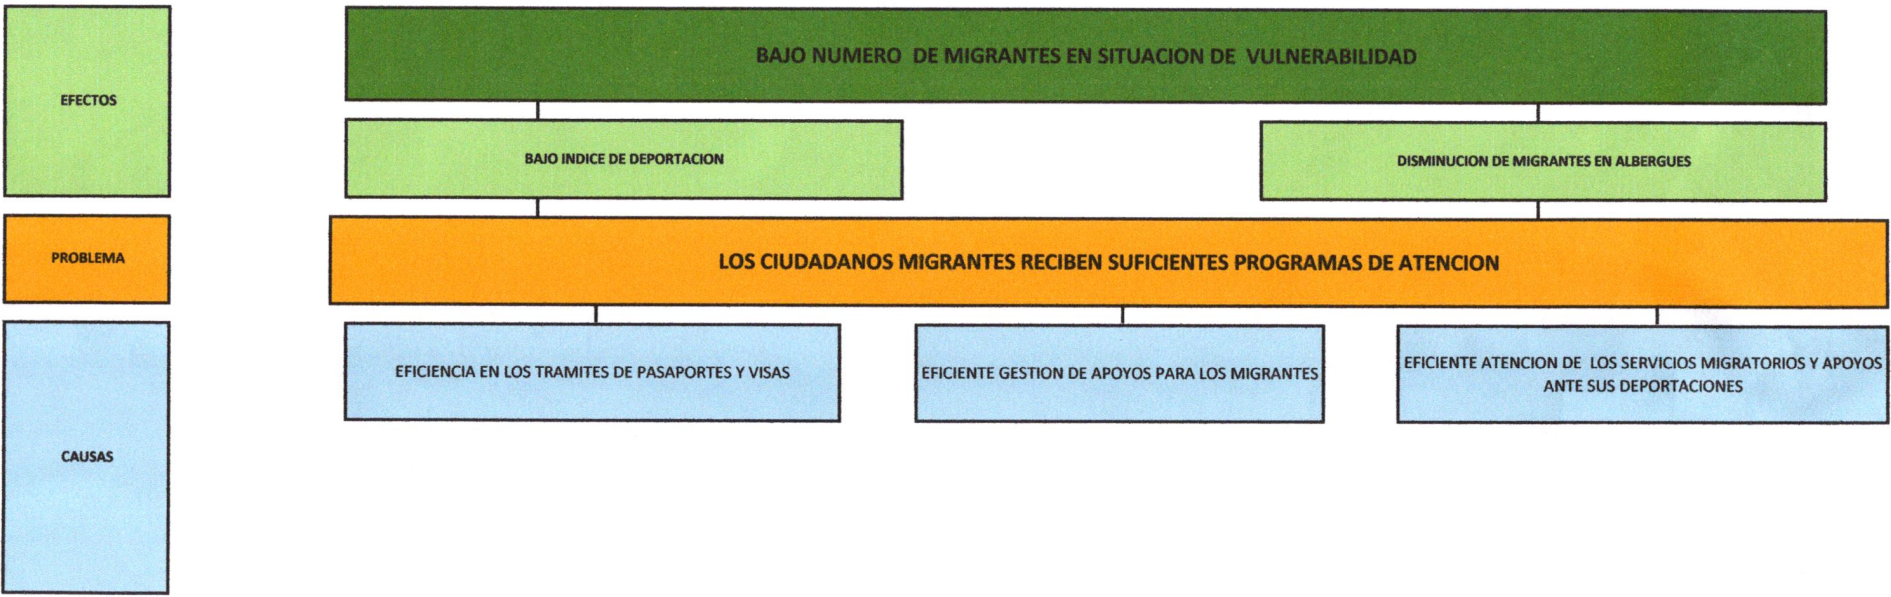 EFECTOS
BAJO NUMERO DE MIGRANTES EN SITUACION DE VULNERABILIDAD
BAJO INDICE DE DEPORTACION
DISMINUCION DE MIGRANTES EN ALBERGUES
PROBLEMA
LOS CIUDADANOS MIGRANTES RECIBEN SUFICIENTES PROGRAMAS DE ATENCION
CAUSAS
EFICIENCIA EN LOS TRAMITES DE PASAPORTES Y VISAS
EFICIENTE GESTION DE APOYOS PARA LOS MIGRANTES
EFICIENTE ATENCION DE LOS SERVICIOS MIGRATORIOS Y APOYOS
ANTE SUS DEPORTACIONES